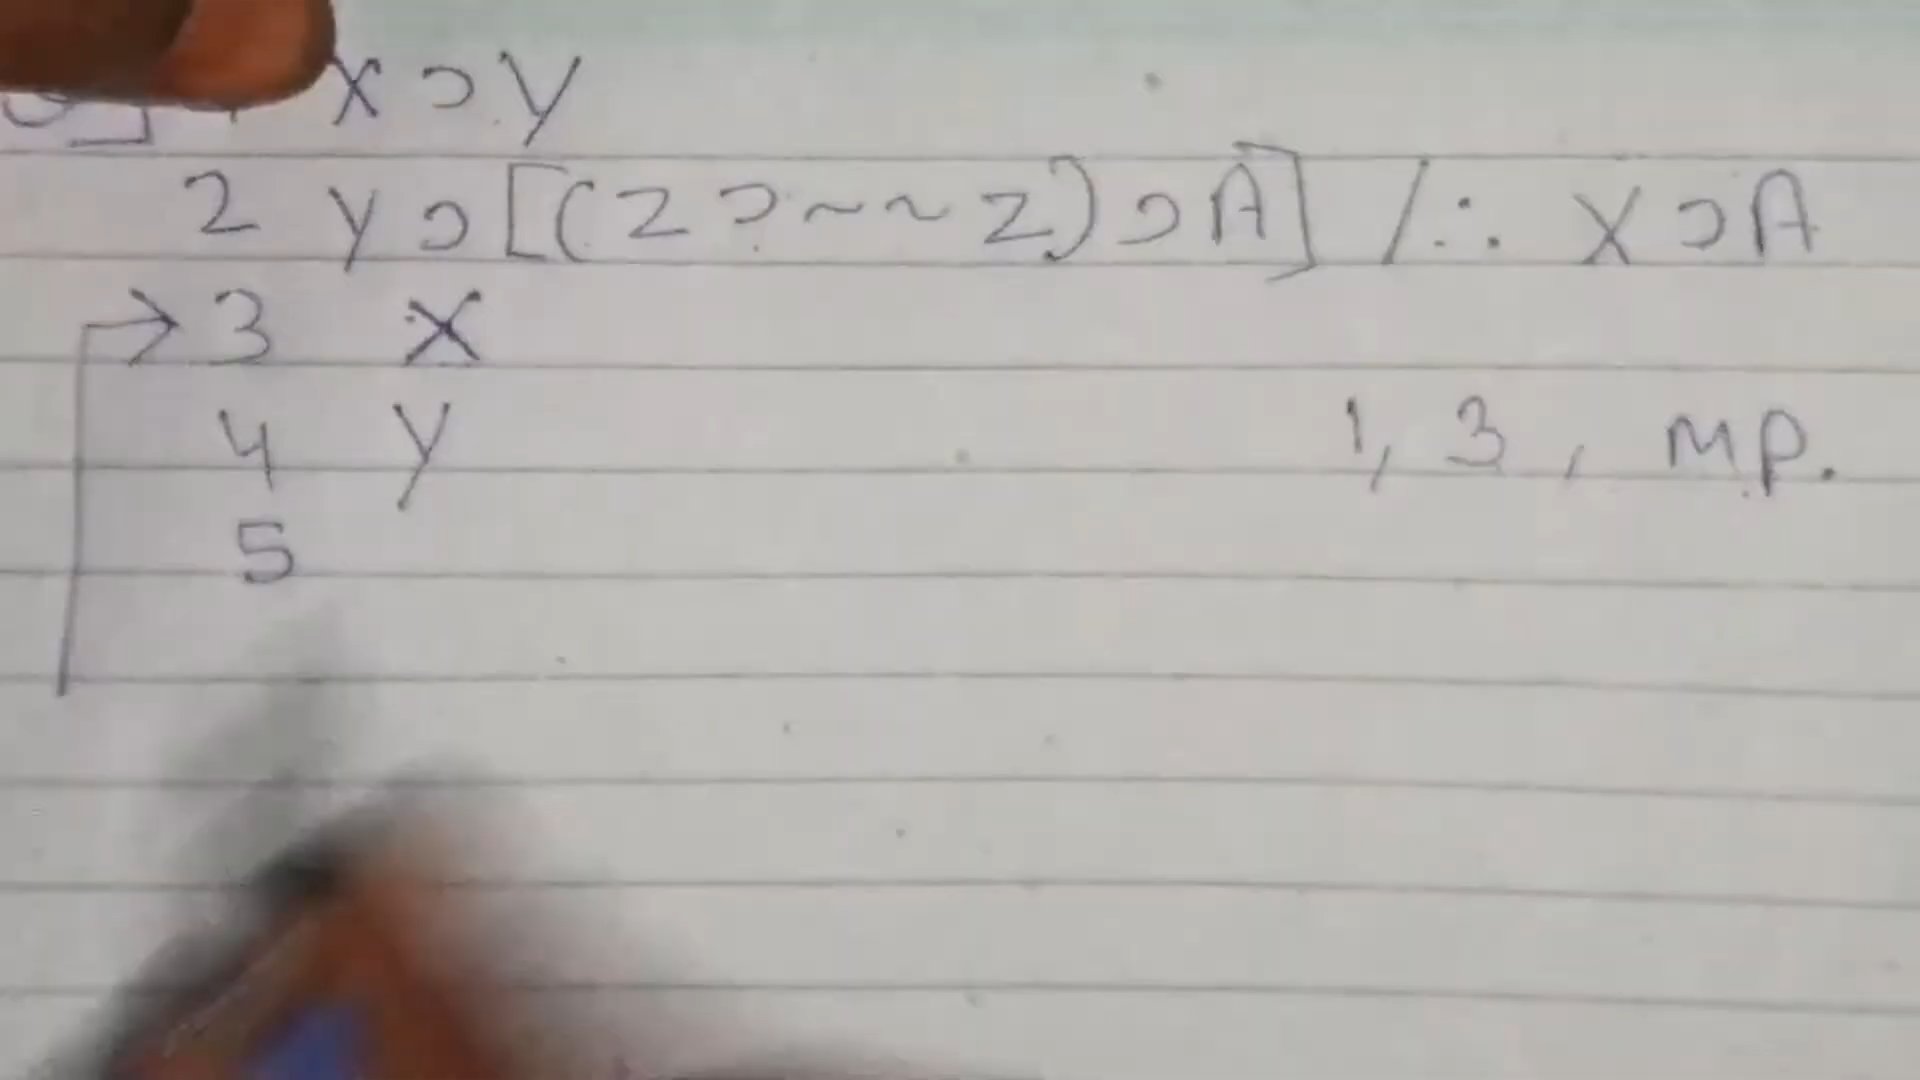 X ⊃ Y
2 Y ⊃ [(Z ⊃ ~ ~ Z) ⊃ A] /∴ X ⊃ A
→ 3 X
4 Y 1, 3, MP.
5